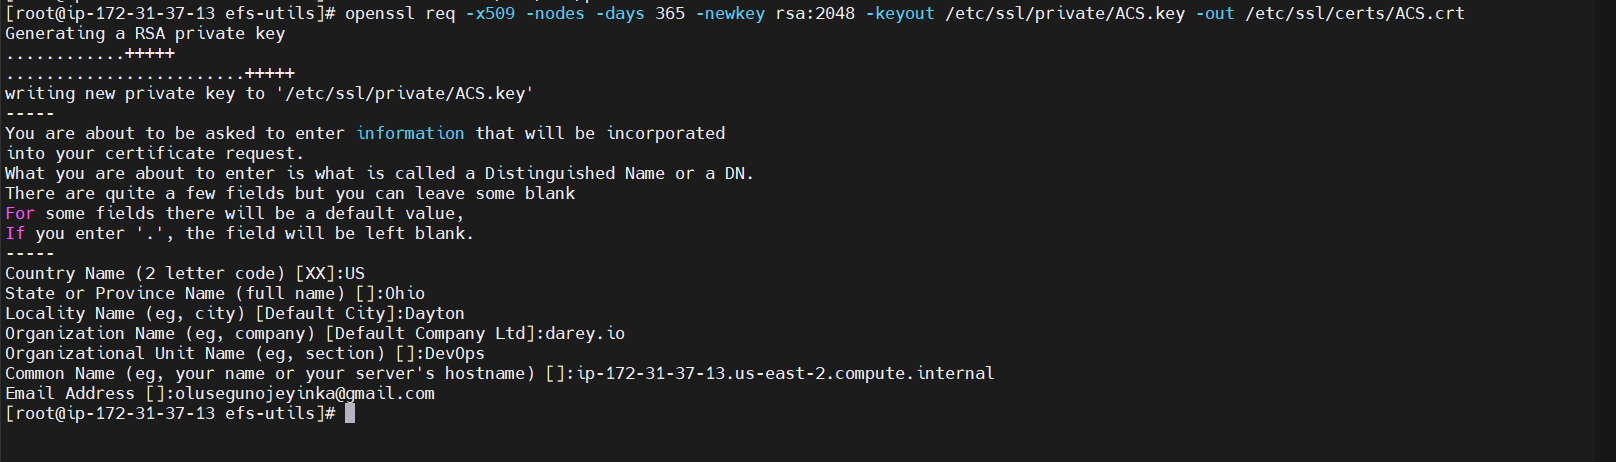 [root@ip-172-31-37-13 efs-utils]# openssl req -x509 -nodes -days 365 -newkey rsa:2048 -keyout /etc/ssl/private/ACS.key -out /etc/ssl/certs/ACS.crt
Generating a RSA private key
............+++++
........................+++++
writing new private key to '/etc/ssl/private/ACS.key'
-----
You are about to be asked to enter information that will be incorporated
into your certificate request.
What you are about to enter is what is called a Distinguished Name or a DN.
There are quite a few fields but you can leave some blank
For some fields there will be a default value,
If you enter '.', the field will be left blank.
-----
Country Name (2 letter code) [XX]:US
State or Province Name (full name) []:Ohio
Locality Name (eg, city) [Default City]:Dayton
Organization Name (eg, company) [Default Company Ltd]:darey.io
Organizational Unit Name (eg, section) []:DevOps
Common Name (eg, your name or your server's hostname) []:ip-172-31-37-13.us-east-2.compute.internal
Email Address []:olusegunojeyinka@gmail.com
[root@ip-172-31-37-13 efs-utils]#